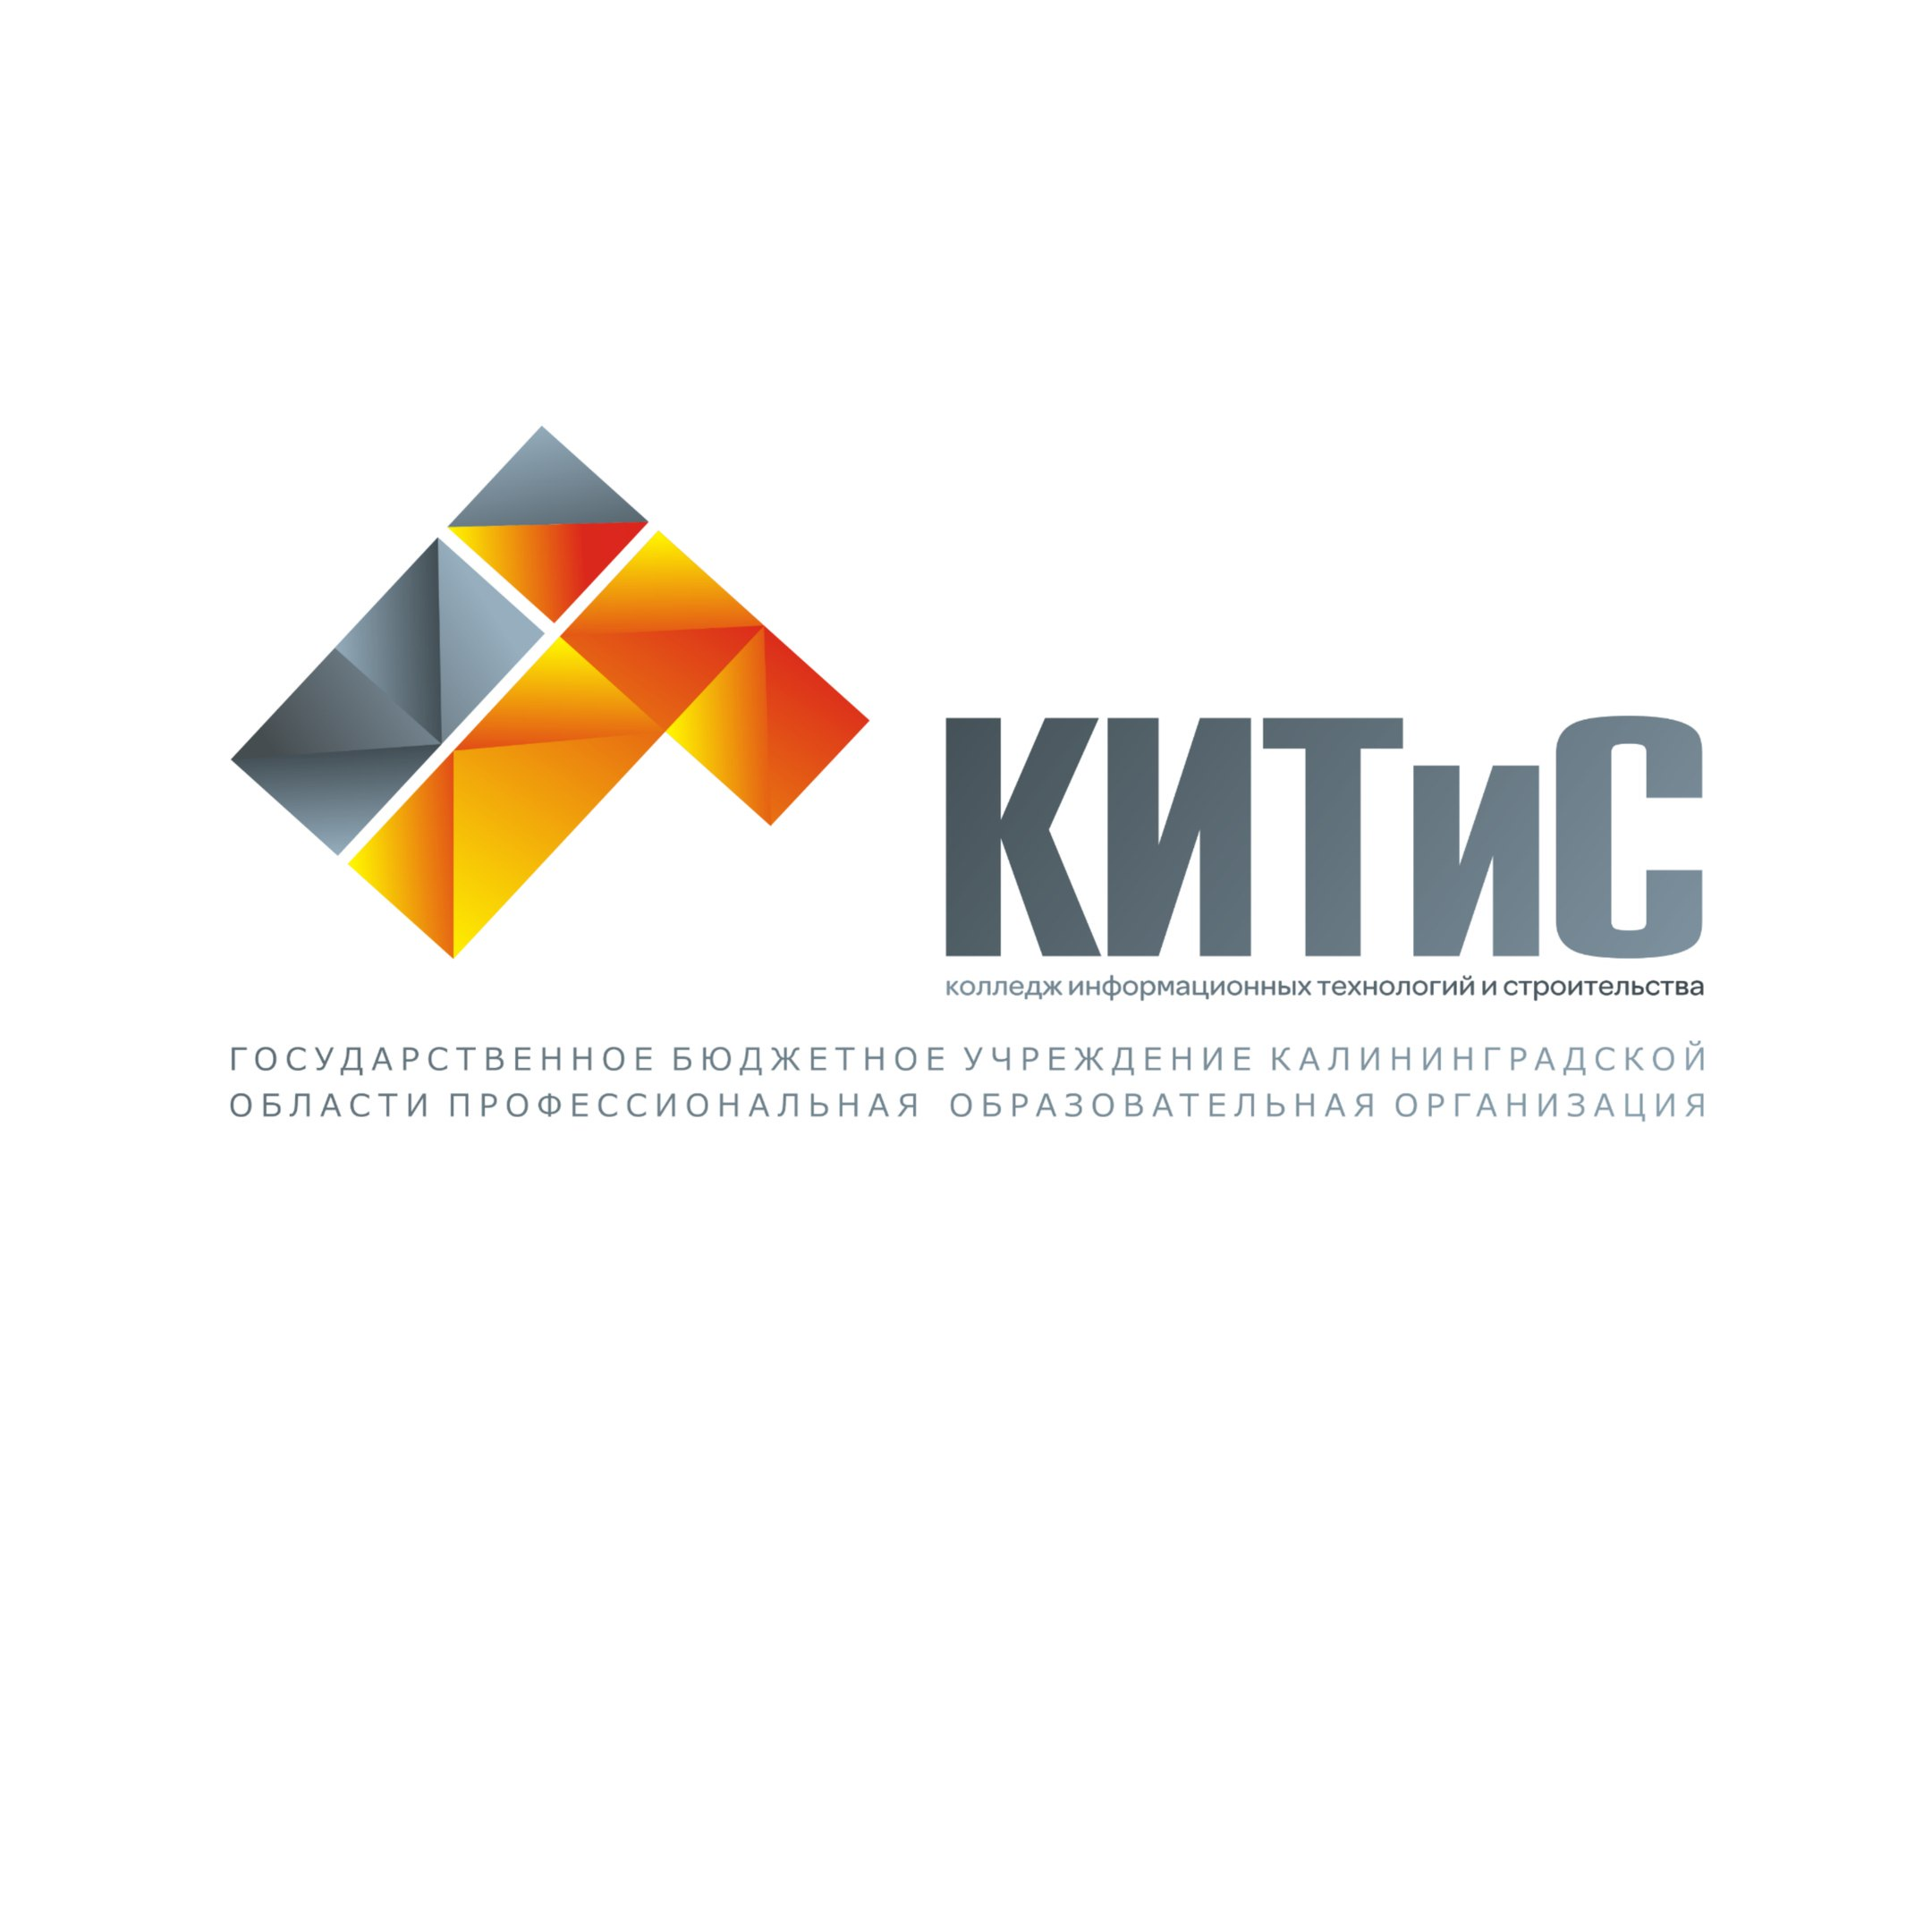 КИТиС
колледж информационных технологий и строительства
ГОСУДАРСТВЕННОЕ БЮДЖЕТНОЕ УЧРЕЖДЕНИЕ КАЛИНИНГРАДСКОЙ
ОБЛАСТИ ПРОФЕССИОНАЛЬНАЯ ОБРАЗОВАТЕЛЬНАЯ ОРГАНИЗАЦИЯ